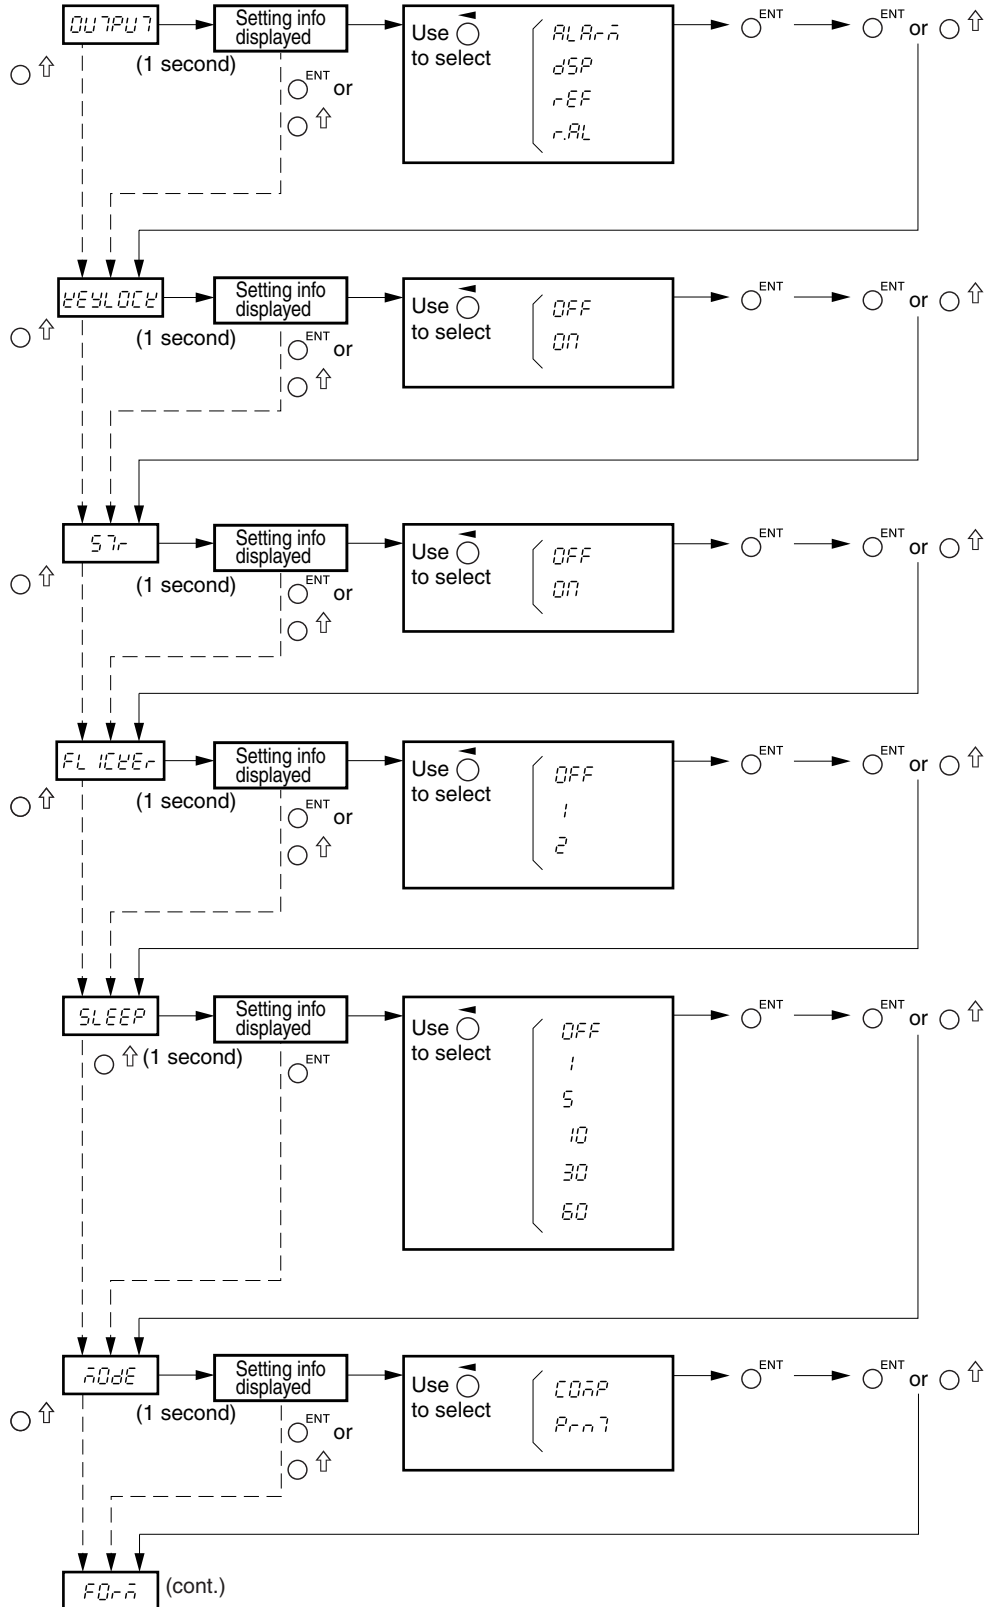 OUTPUT
Setting info
displayed
Use
to select
ALArm
dSP
rEF
r.AL
ENT
ENT or
(1 second)
ENT or
KEYLOCK
Setting info
displayed
Use
to select
OFF
On
ENT
ENT or
(1 second)
ENT or
STr
Setting info
displayed
Use
to select
OFF
On
ENT
ENT or
(1 second)
ENT or
FLICKEr
Setting info
displayed
Use
to select
OFF
1
2
ENT
ENT or
(1 second)
ENT or
SLEEP
Setting info
displayed
Use
to select
OFF
1
5
10
30
60
ENT
ENT or
(1 second)
ENT
mOdE
Setting info
displayed
Use
to select
COmP
PrnT
ENT
ENT or
(1 second)
ENT or
FOrm (cont.)